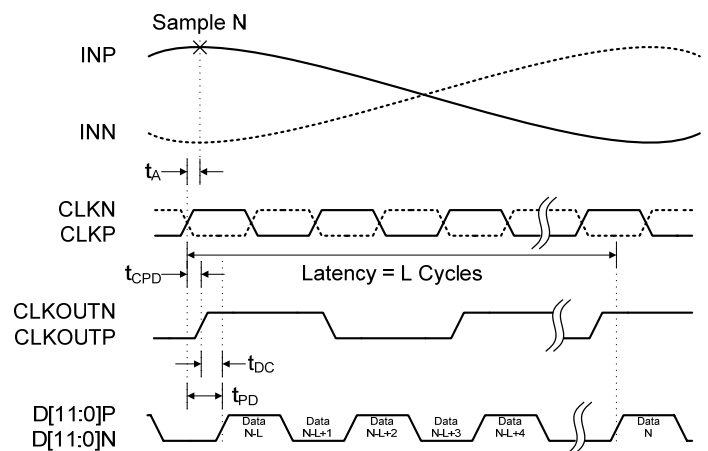 Sample N
INP
INN
tA
CLKN
CLKP
tCPD
Latency = L Cycles
CLKOUTN
CLKOUTP
tDC
tPD
D[11:0]P
D[11:0]N
Data N-L
Data N-L+1
Data N-L+2
Data N-L+3
Data N-L+4
Data N